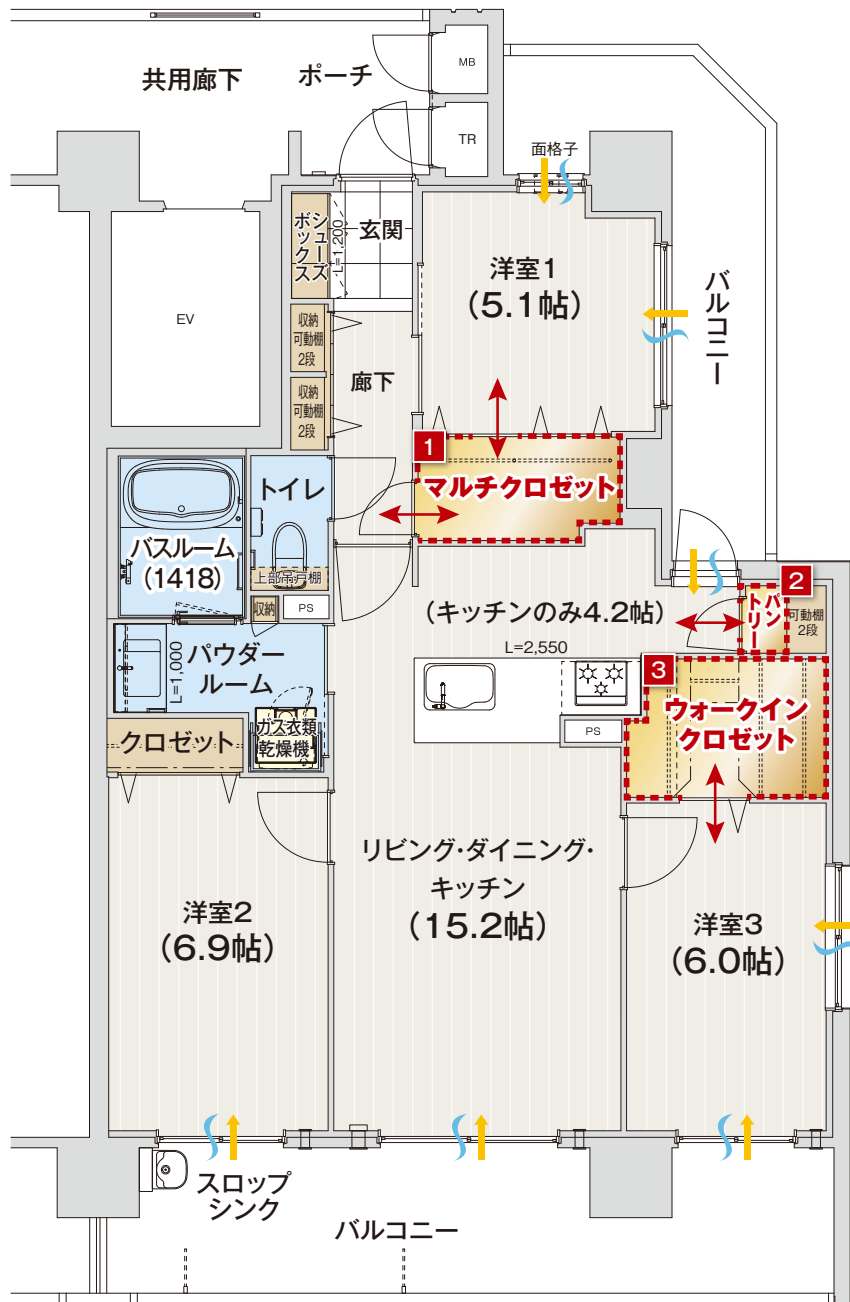 共用廊下
ポーチ
MB
TR
面格子
シューズ
ボックス
L=1,200
玄関
洋室1
(5.1帖)
バルコニー
EV
収納
可動棚
2段
廊下
収納
可動棚
2段
1
マルチクロゼット
トイレ
バスルーム
(1418)
上部吊戸棚
収納
PS
(キッチンのみ4.2帖)
L=2,550
2
パン
トリー
可動棚
2段
L=1,000
パウダー
ルーム
3
ウォークイン
クロゼット
PS
ガス衣類
乾燥機
クロゼット
リビング・ダイニング・
キッチン
(15.2帖)
洋室2
(6.9帖)
洋室3
(6.0帖)
スロップ
シンク
バルコニー